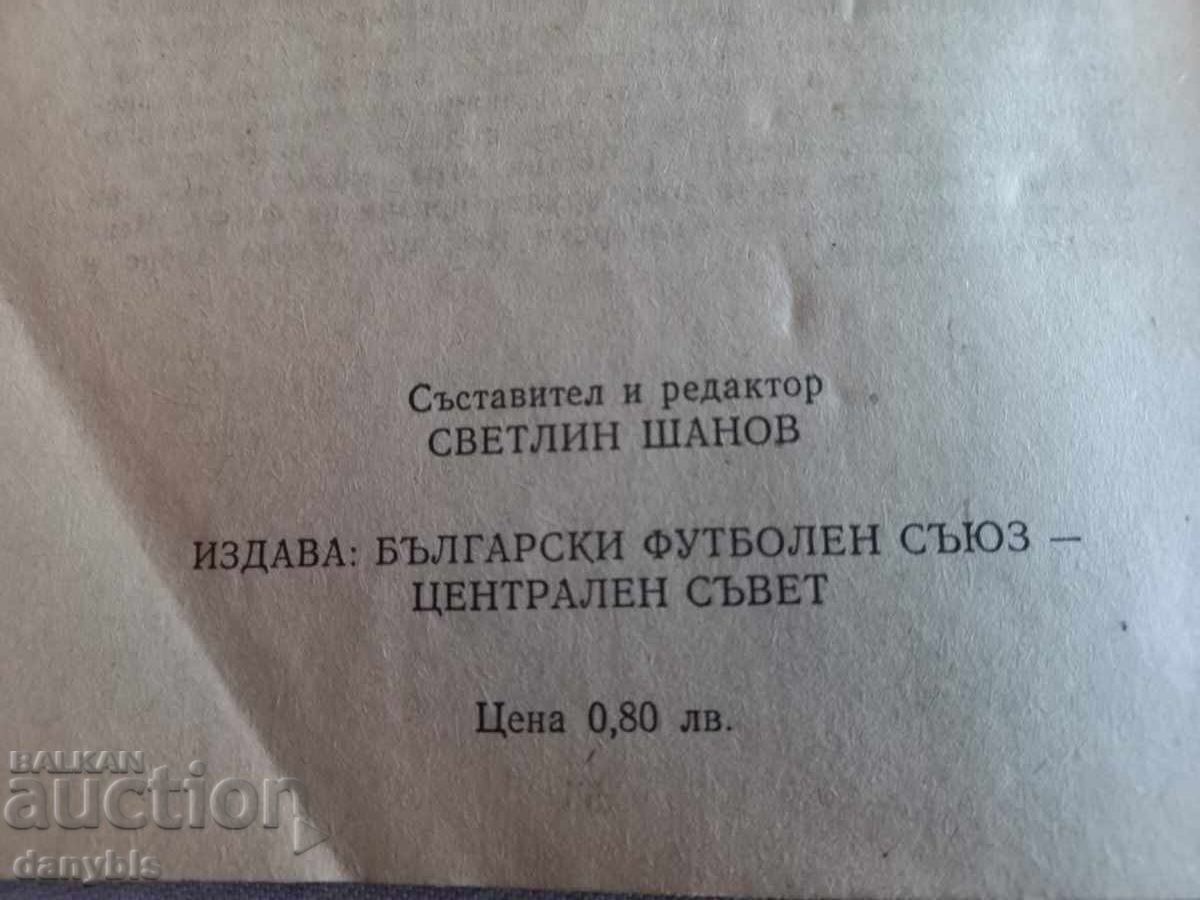 Съставител и редактор
СВЕТЛИН ШАНОВ
ИЗДАВА: БЪЛГАРСКИ ФУТБОЛЕН СЪЮЗ –
ЦЕНТРАЛЕН СЪВЕТ
Цена 0,80 лв.
BALKAN
auction
danybls